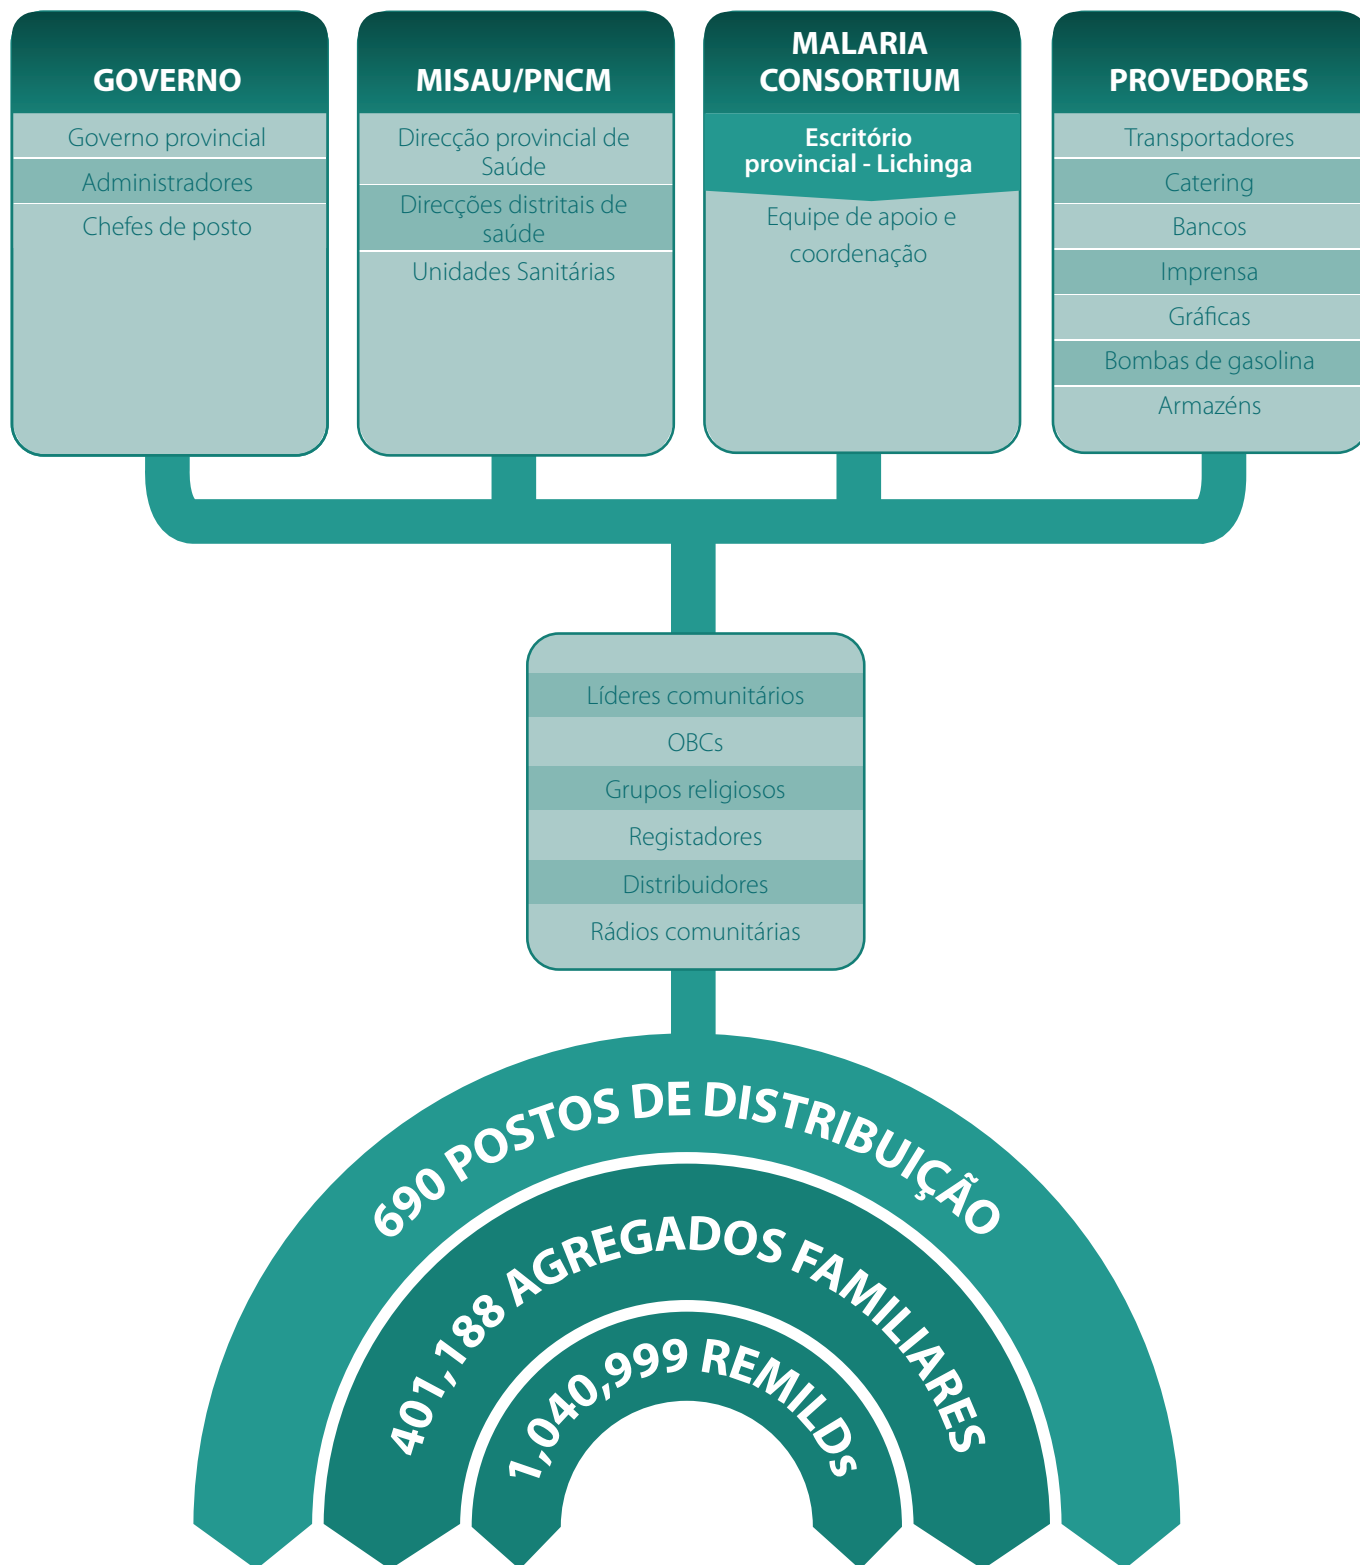 GOVERNO
Governo provincial
Administradores
Chefes de posto
MISAU/PNCM
Direcção provincial de
Saúde
Direcções distritais de
saúde
Unidades Sanitárias
MALARIA
CONSORTIUM
Escritório
provincial - Lichinga
Equipe de apoio e
coordenação
PROVEDORES
Transportadores
Catering
Bancos
Imprensa
Gráficas
Bombas de gasolina
Armazéns
Líderes comunitários
OBCs
Grupos religiosos
Registadores
Distribuidores
Rádios comunitárias
690 POSTOS DE DISTRIBUIÇÃO
401,188 AGREGADOS FAMILIARES
1,040,999 REMILDs